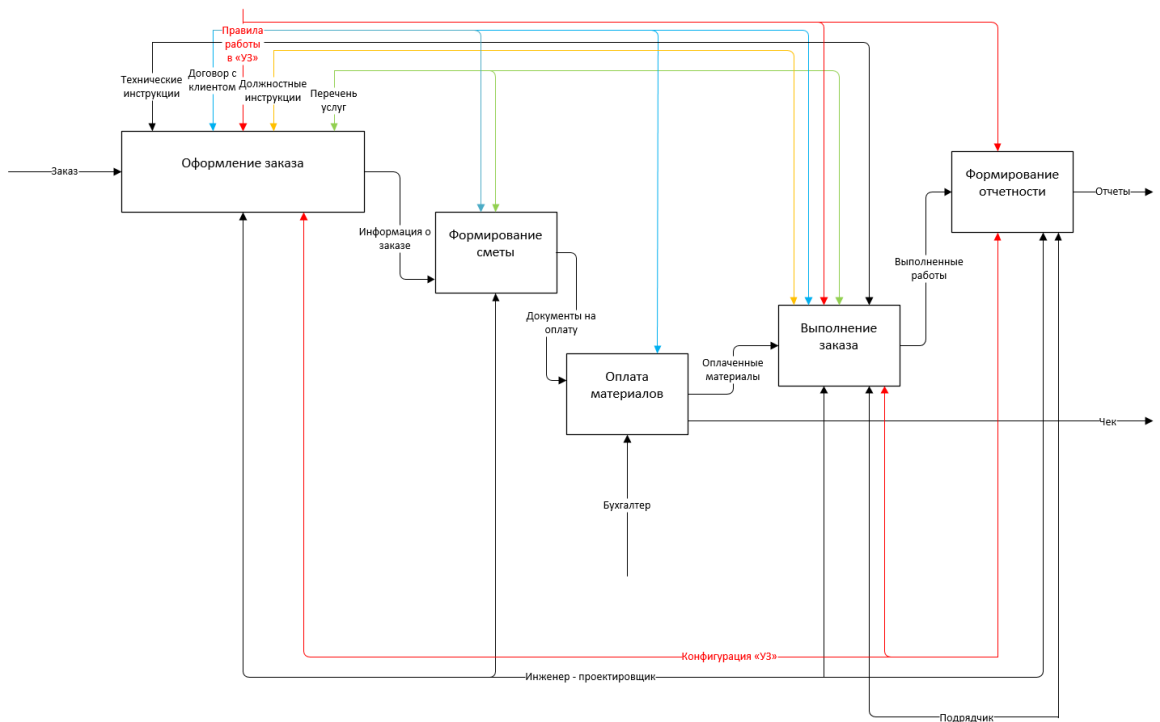 Правила
работы
в «УЗ»
Технические
инструкции
Договор с
клиентом
Должностные
инструкции
Перечень
услуг
Заказ
Оформление заказа
Информация о
заказе
Формирование
сметы
Документы на
оплату
Оплата
материалов
Оплаченные
материалы
Выполнение
заказа
Выполненные
работы
Формирование
отчетности
Отчеты
Чек
Бухгалтер
Конфигурация «УЗ»
Инженер - проектировщик
Подрядчик